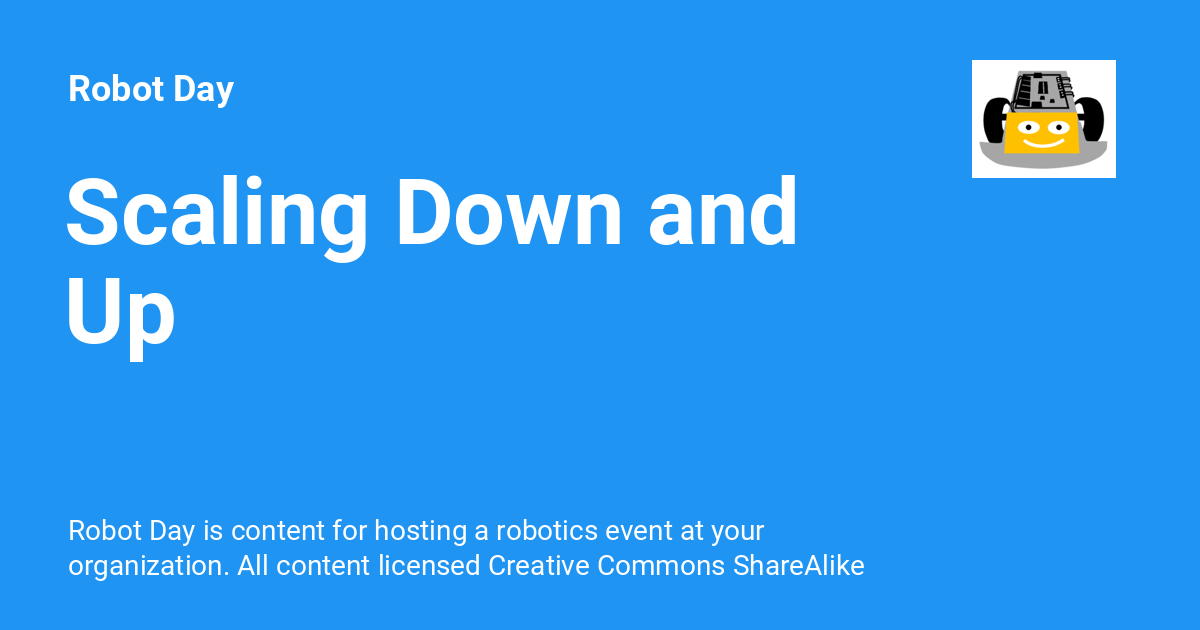 Robot Day
Scaling Down and
Up
Robot Day is content for hosting a robotics event at your
organization. All content licensed Creative Commons ShareAlike